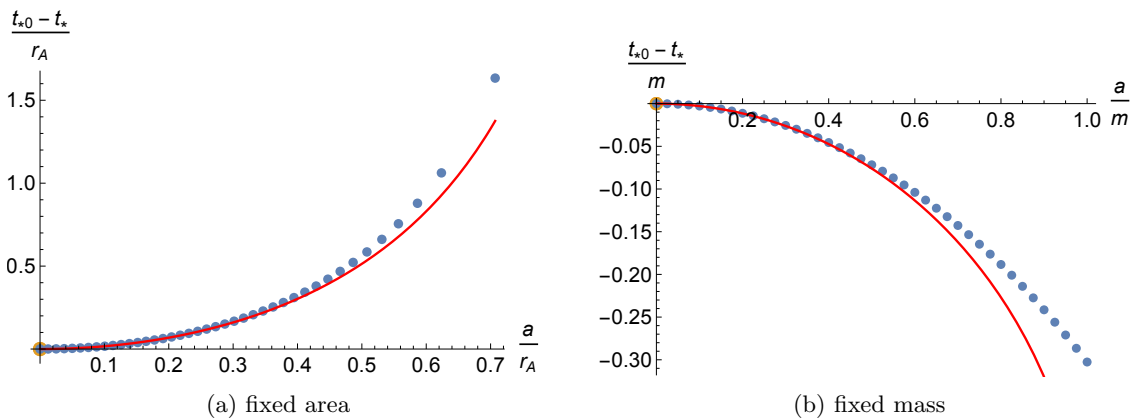 t*0 − t*
r_A
1.5
1.0
0.5
0.1 0.2 0.3 0.4 0.5 0.6 0.7
a
r_A
(a) fixed area
t*0 − t*
m
a
m
0.2 0.4 0.6 0.8 1.0
−0.05
−0.10
−0.15
−0.20
−0.25
−0.30
(b) fixed mass